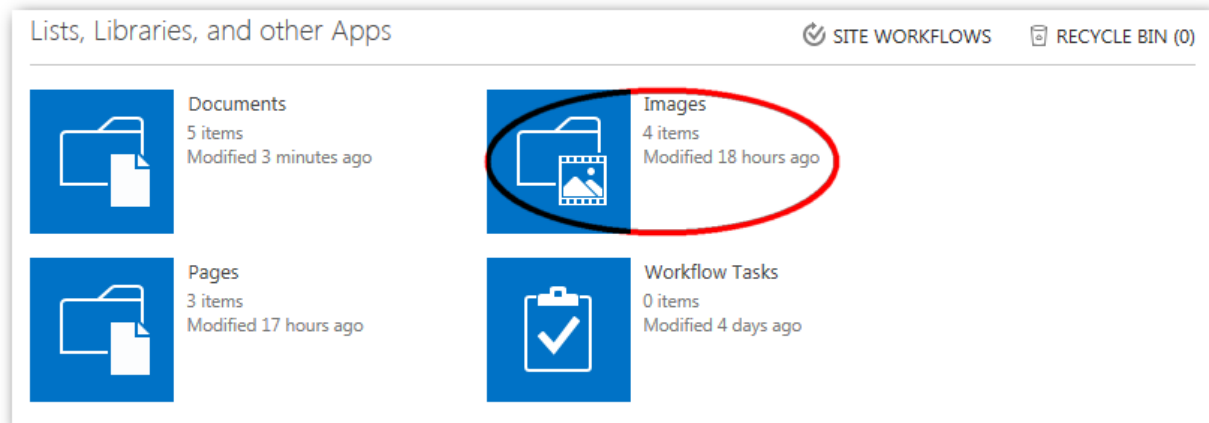 Lists, Libraries, and other Apps
SITE WORKFLOWS
RECYCLE BIN (0)
Documents
5 items
Modified 3 minutes ago
Images
4 items
Modified 18 hours ago
Pages
3 items
Modified 17 hours ago
Workflow Tasks
0 items
Modified 4 days ago